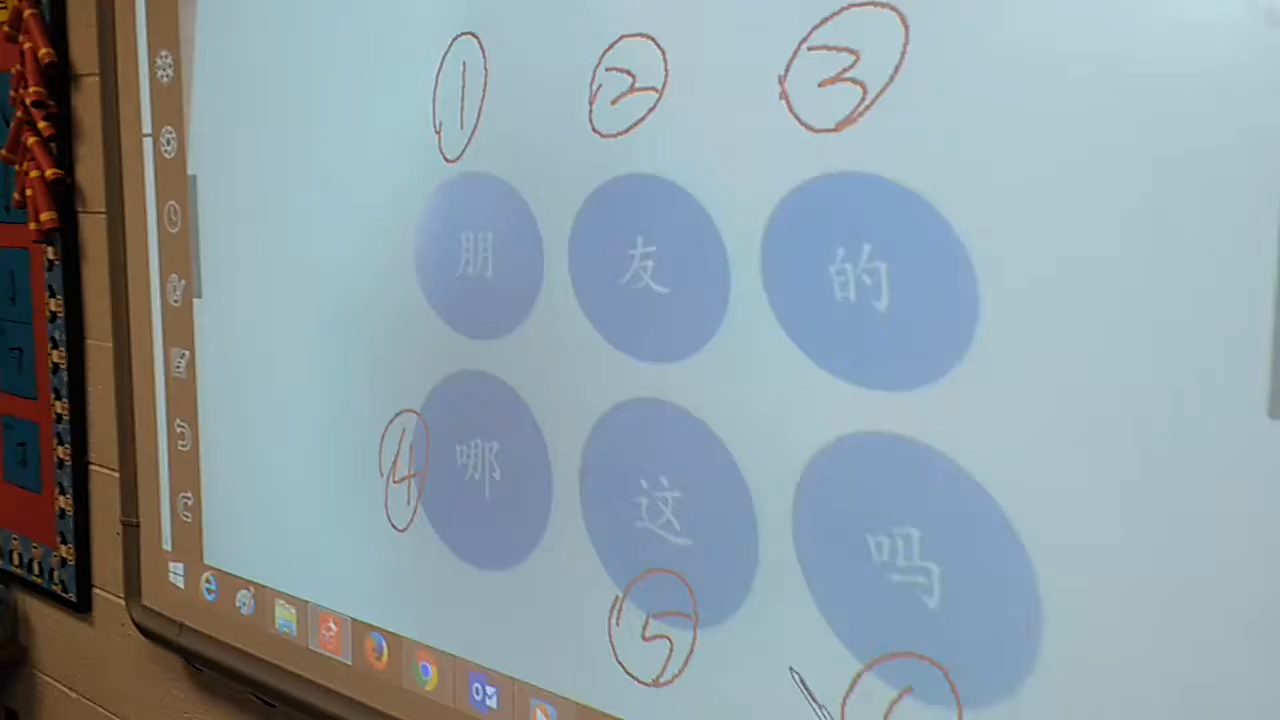 ① ② ③
朋 友 的
④ 哪 这 吗
⑤